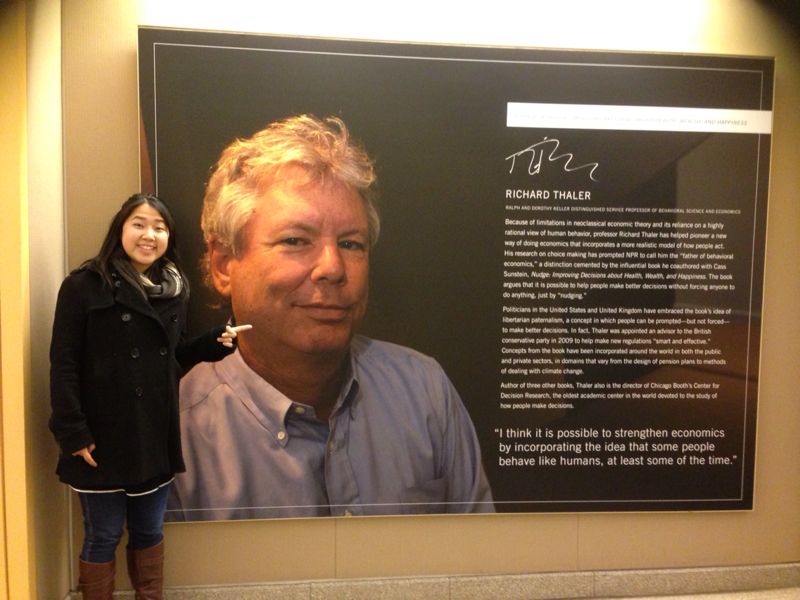 AND HAPPINESS
RICHARD THALER
RALPH AND DOROTHY KELLER DISTINGUISHED SERVICE PROFESSOR OF BEHAVIORAL SCIENCE AND ECONOMICS
Because of limitations in neoclassical economic theory and its reliance on a highly
rational view of human behavior, professor Richard Thaler has helped pioneer a new
way of doing economics that incorporates a more realistic model of how people act.
His research on choice making has prompted NPR to call him the “father of behavioral
economics,” a distinction cemented by the influential book he coauthored with Cass
Sunstein, Nudge: Improving Decisions about Health, Wealth, and Happiness. The book
argues that it is possible to help people make better decisions without forcing anyone to
do anything, just by “nudging.”
Politicians in the United States and United Kingdom have embraced the book’s idea of
libertarian paternalism, a concept in which people can be prompted—but not forced—
to make better decisions. In fact, Thaler was appointed an advisor to the British
conservative party in 2009 to help make new regulations “smart and effective.”
Concepts from the book have been incorporated around the world in both the public
and private sectors, in domains that vary from the design of pension plans to methods
of dealing with climate change.
Author of three other books, Thaler also is the director of Chicago Booth’s Center for
Decision Research, the oldest academic center in the world devoted to the study of
how people make decisions.
“I think it is possible to strengthen economics
by incorporating the idea that some people
behave like humans, at least some of the time.”